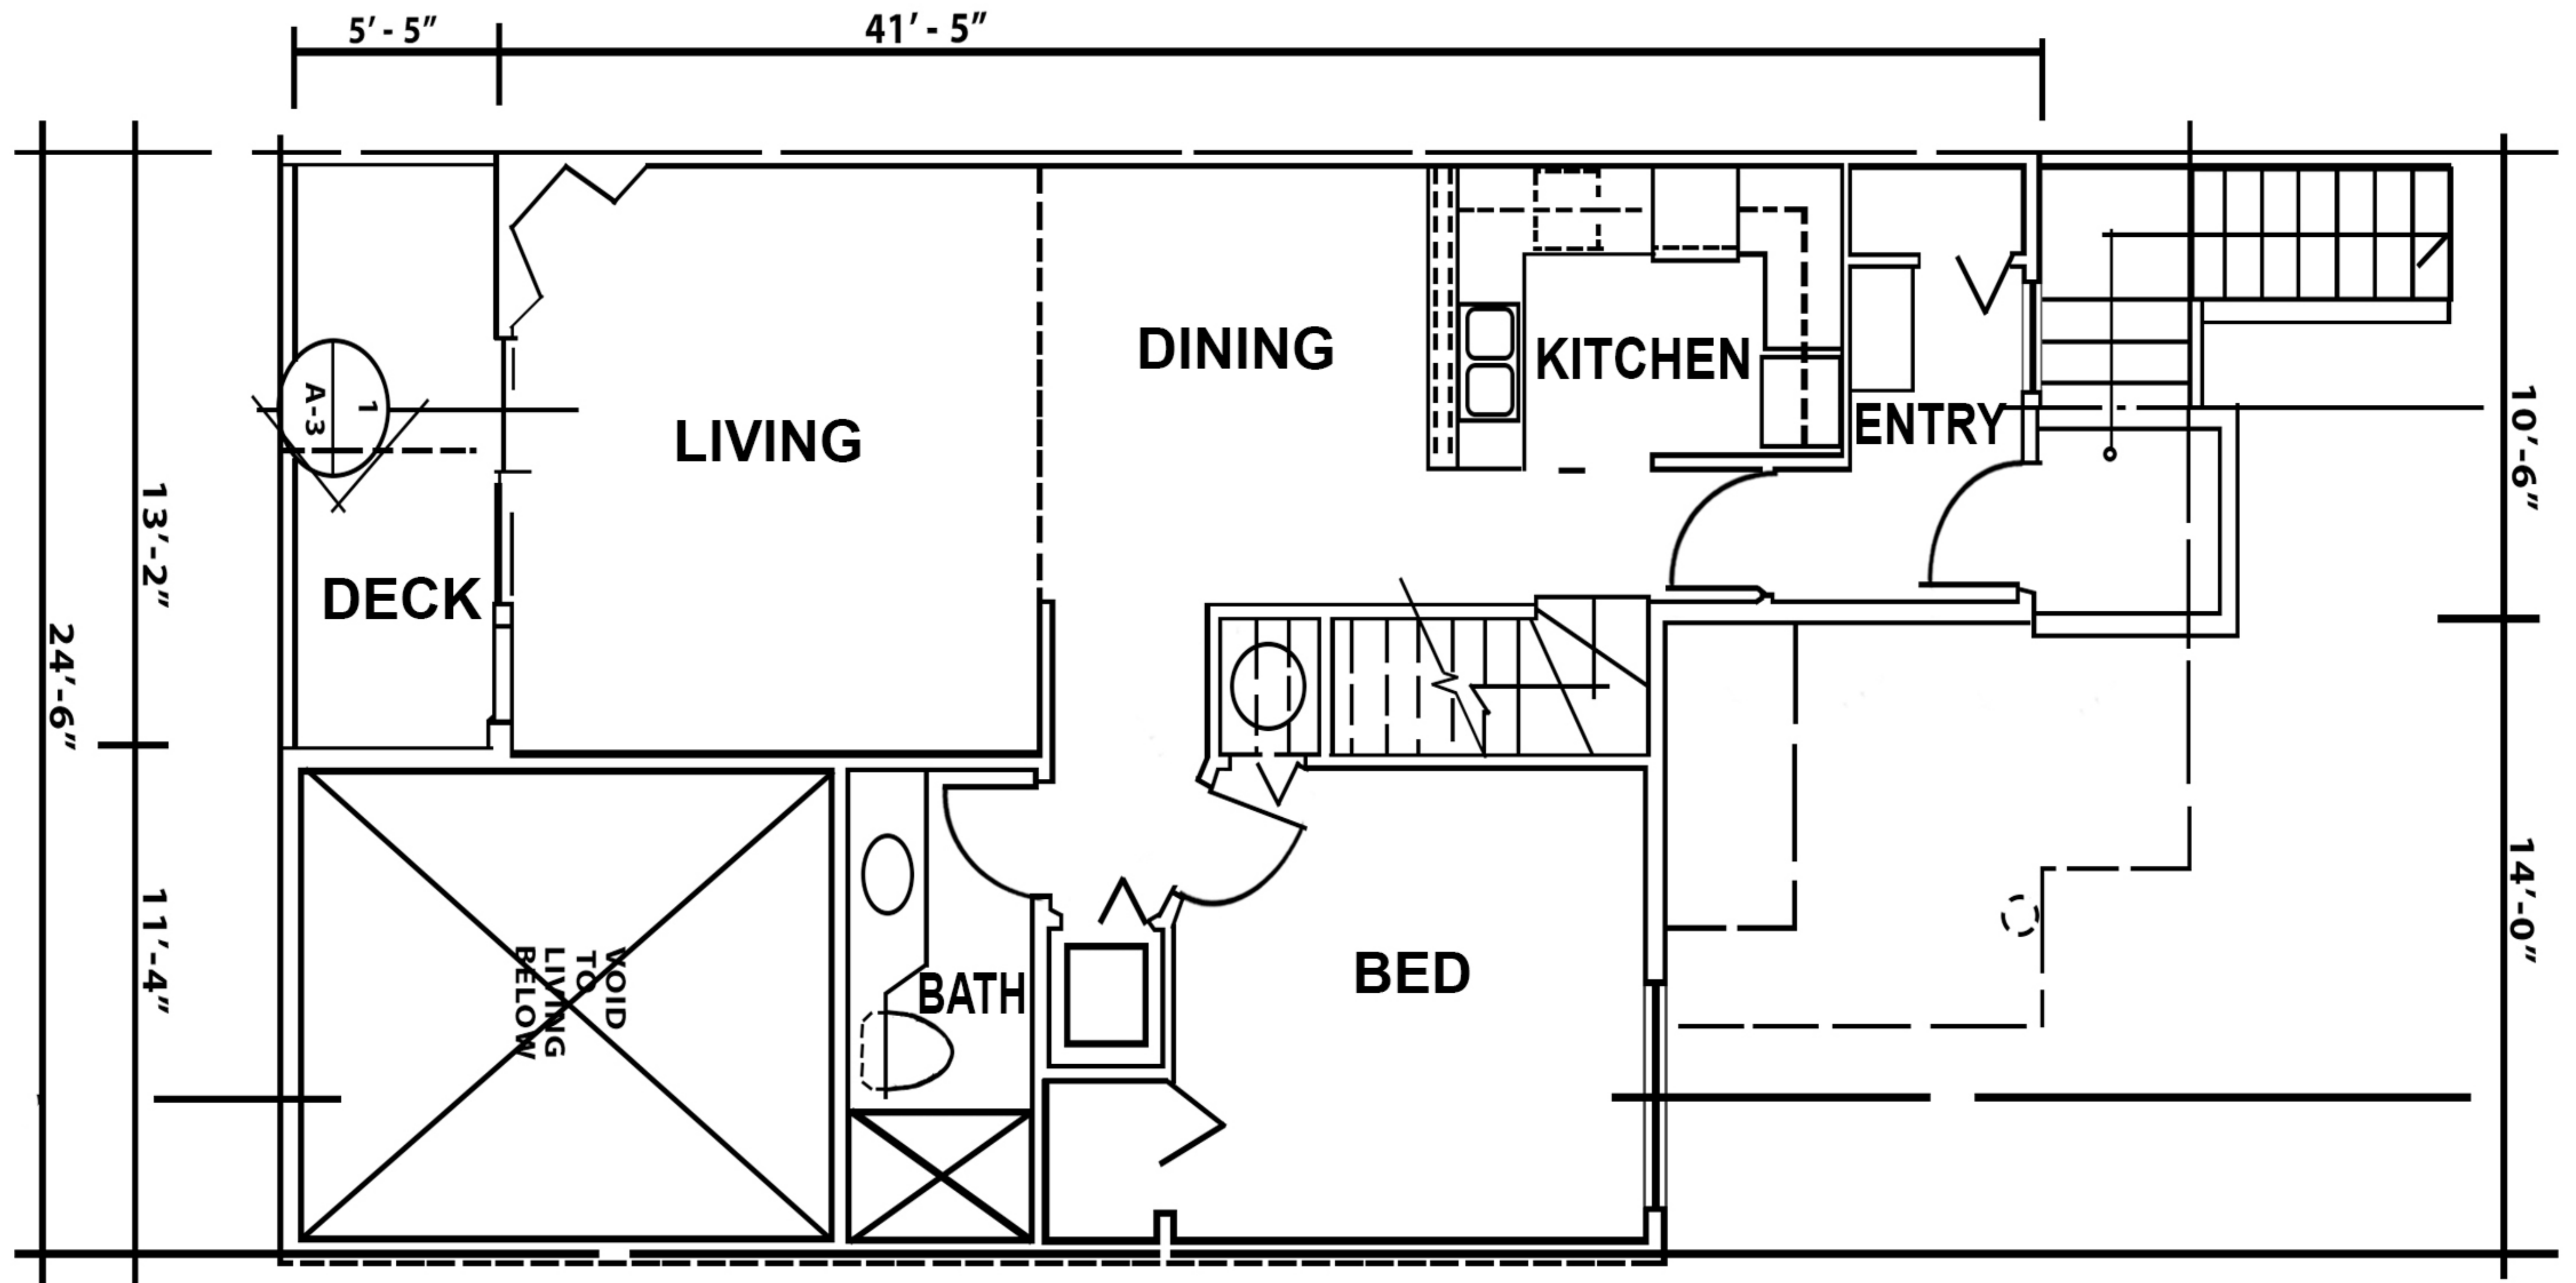 5' - 5"
41' - 5"
DINING
KITCHEN
LIVING
ENTRY
A-3
1
DECK
13'-2"
24'-6"
10'-6"
11'-4"
14'-0"
BED
BATH
VOID
TO
LIVING
BELOW